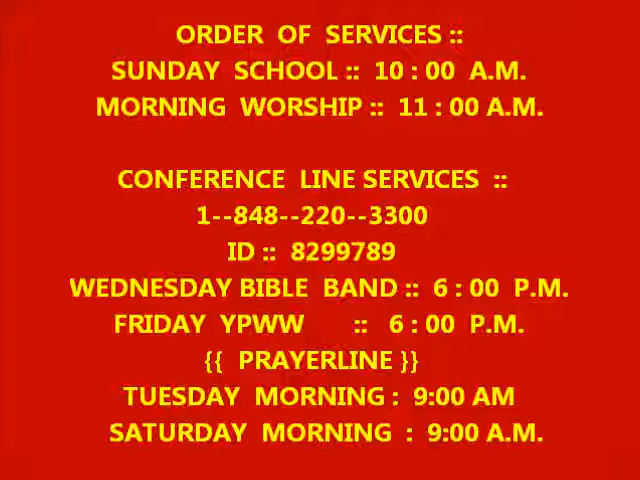 ORDER OF SERVICES ::
SUNDAY SCHOOL :: 10 : 00 A.M.
MORNING WORSHIP :: 11 : 00 A.M.
CONFERENCE LINE SERVICES ::
1--848--220--3300
ID :: 8299789
WEDNESDAY BIBLE BAND :: 6 : 00 P.M.
FRIDAY YPWW :: 6 : 00 P.M.
{{ PRAYERLINE }}
TUESDAY MORNING : 9:00 AM
SATURDAY MORNING : 9:00 A.M.